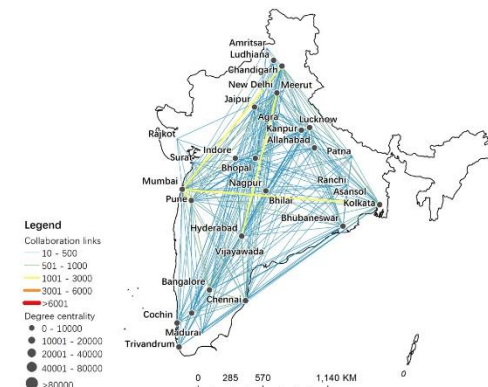 Amritsar
Ludhiana
Chandigarh
New Delhi Meerut
Jaipur
Agra
Lucknow
Kanpur
Allahabad
Rajkot
Indore
Patna
Surat
Bhopal
Ranchi
Mumbai
Nagpur
Asansol
Pune
Bhilai
Kolkata
Bhubaneswar
Hyderabad
Vijayawada
Bangalore
Chennai
Cochin
Madurai
Trivandrum
Legend
Collaboration links
10 - 500
501 - 1000
1001 - 3000
3001 - 6000
>6001
Degree centrality
0 - 10000
10001 - 20000
20001 - 40000
40001 - 80000
>80000
0 285 570 1,140 KM